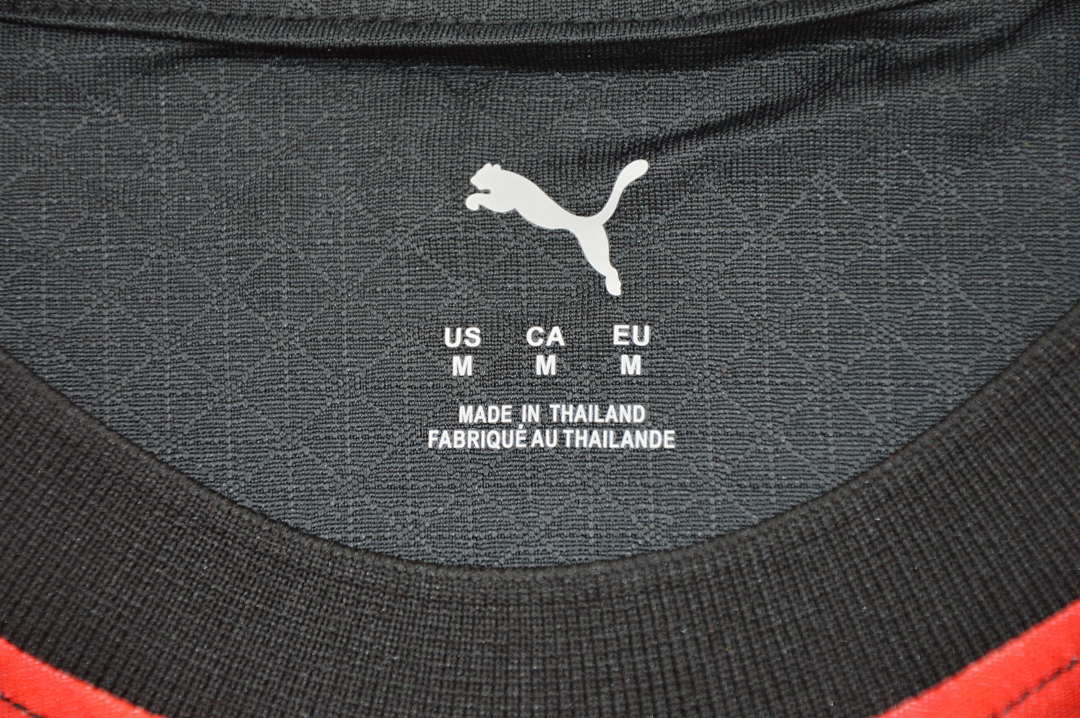 US CA EU
M M M
MADE IN THAILAND
FABRIQUÉ AU THAILANDE